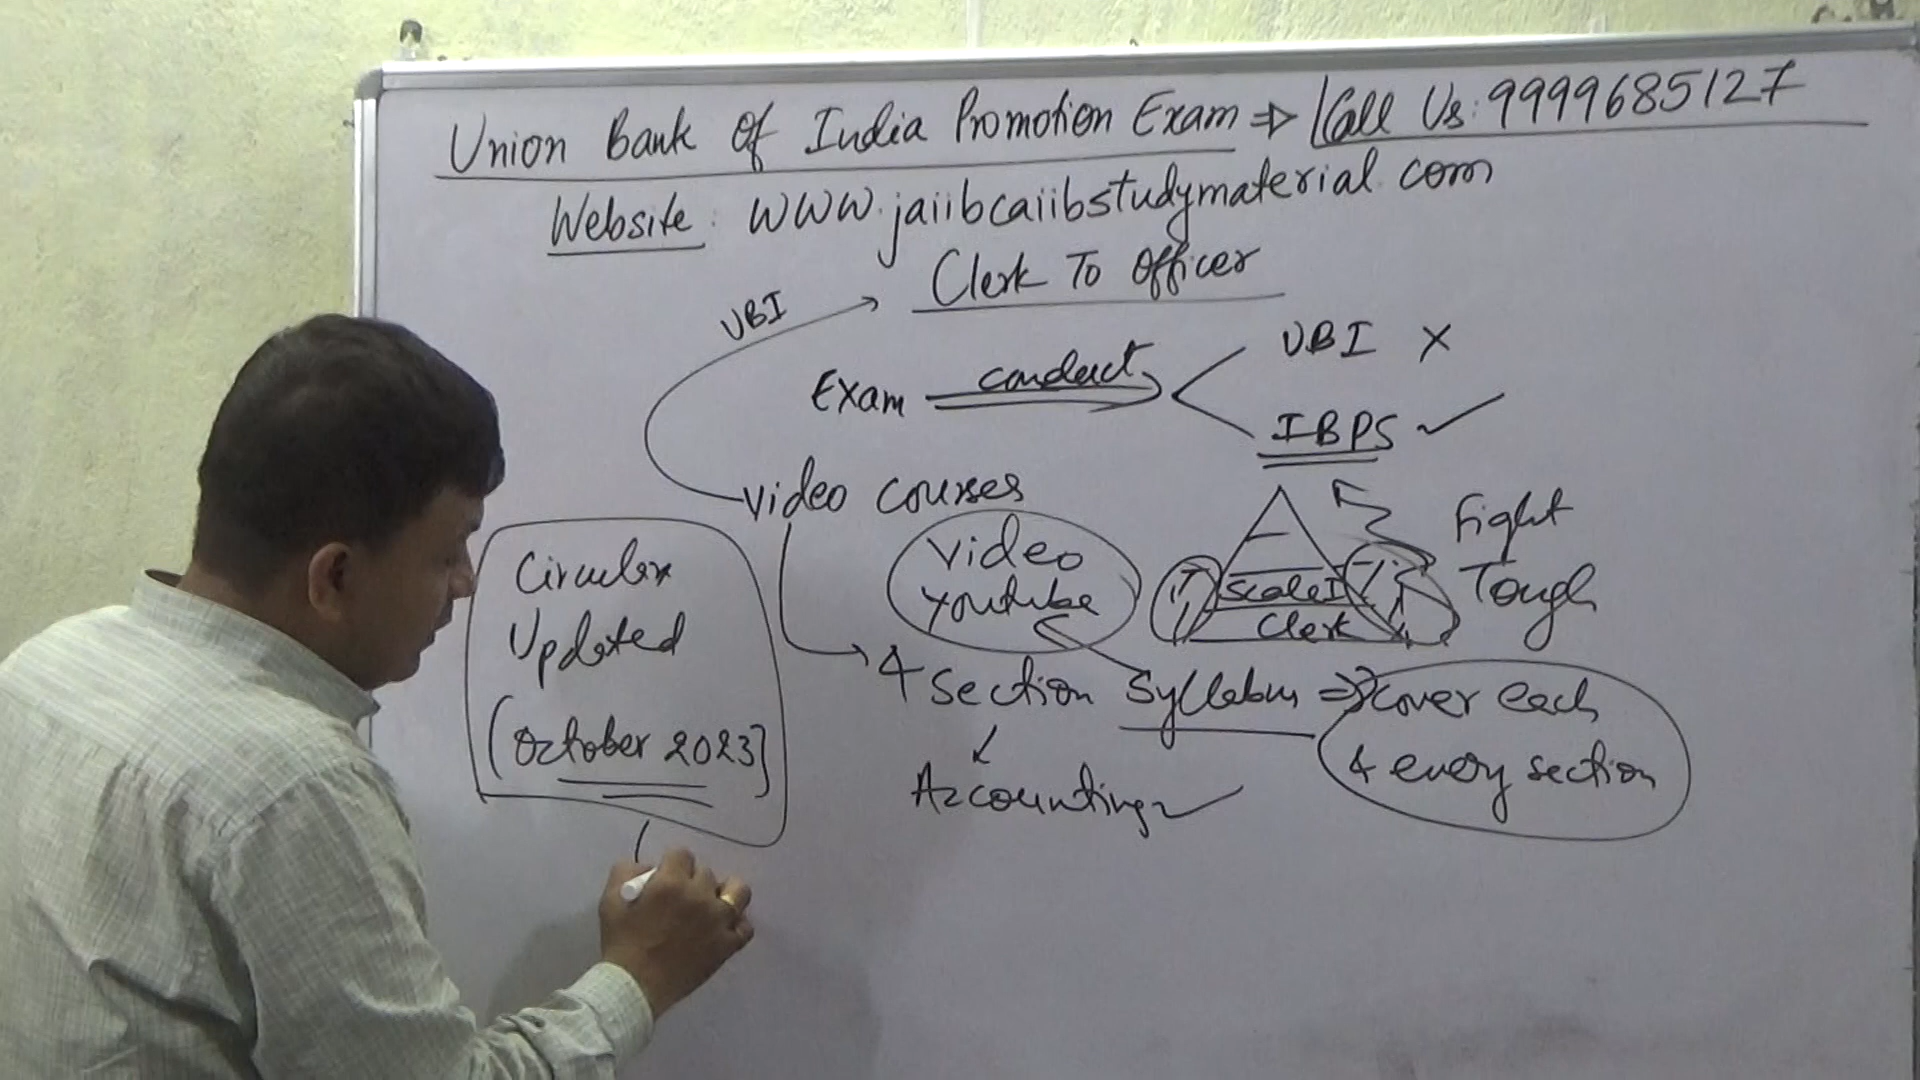 Union Bank Of India Promotion Exam ⇒ Call Us: 9999685127
Website: WWW.jaiibcaiibstudymaterial.com
Clerk To Officer
UBI
Exam conduct
UBI X
IBPS ✓
Video courses
Fight
Tough
Video
Youtube
Scale I
Clerk
Circular
Updated
(October 2023)
4 Section Syllabus ⇒ cover each
& every section
Accounting ✓